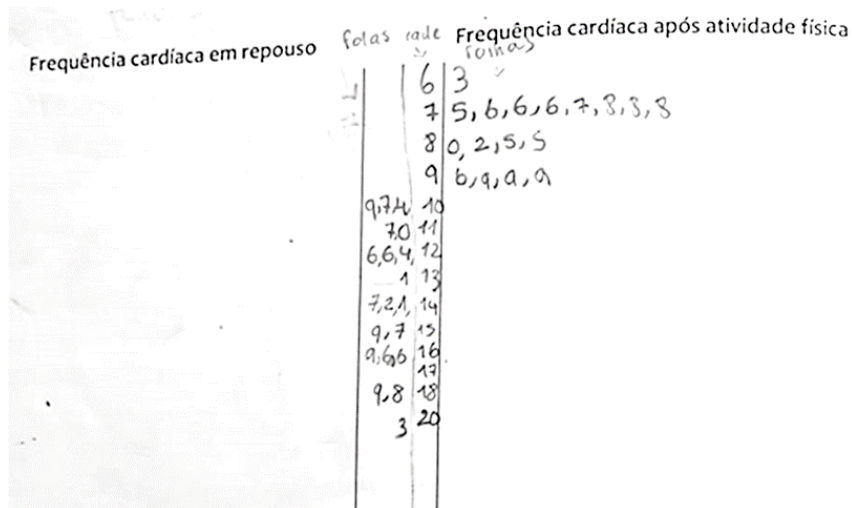 Frequência cardíaca em repouso folas caule Frequência cardíaca após atividade física
folhas
6 3
7 5, 6, 6, 6, 7, 8, 8, 8
8 0, 2, 5, 5
9 6, 9, 9, 9
9,7,4 10
7,0 11
6,6,4, 12
1 13
7,2,1, 14
9,7 15
9,6,6 16
17
9,8 18
3 20